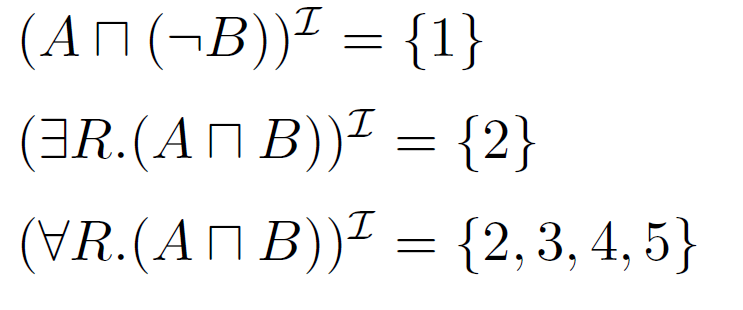 (A ⊓ (¬B))^ℐ = {1}
(∃R.(A ⊓ B))^ℐ = {2}
(∀R.(A ⊓ B))^ℐ = {2, 3, 4, 5}